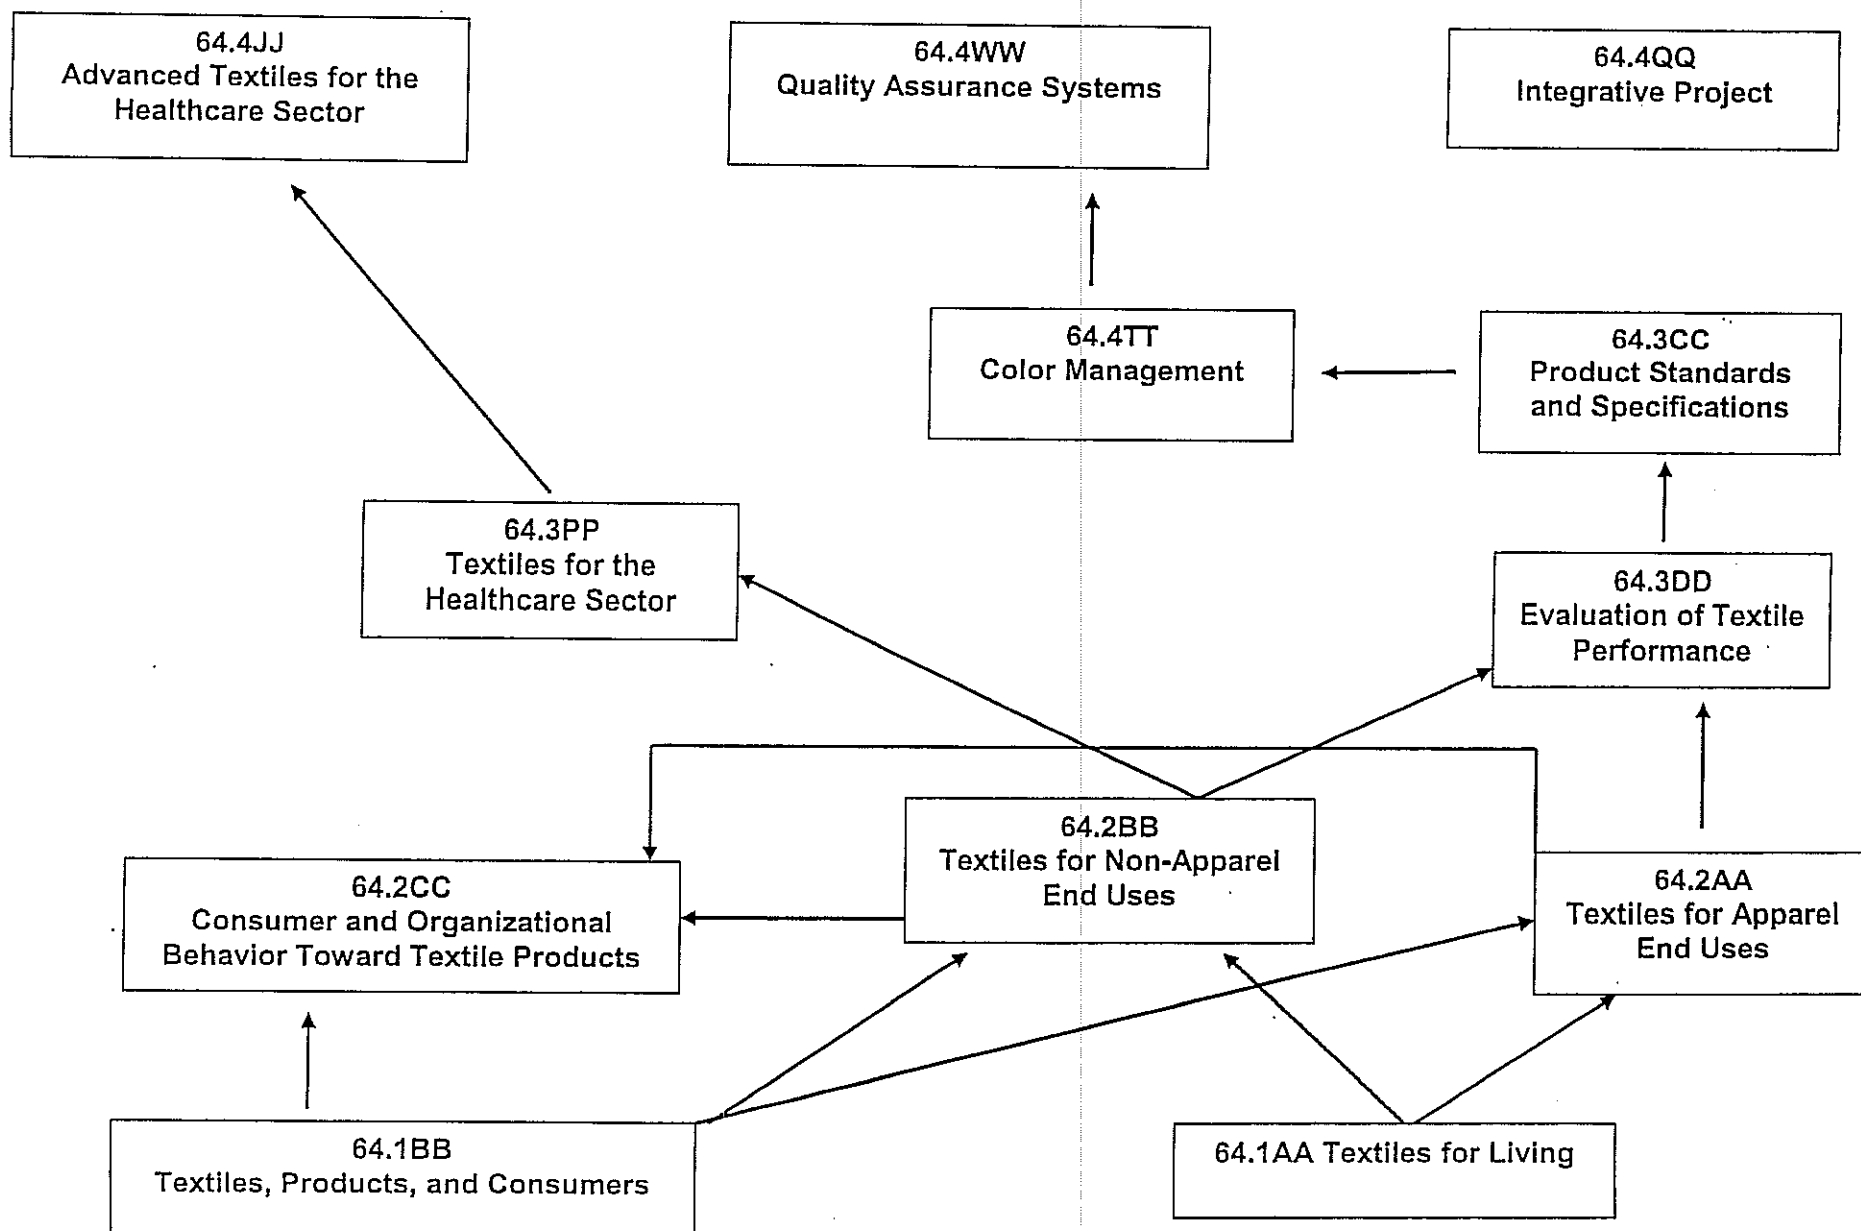 64.4JJ
Advanced Textiles for the
Healthcare Sector
64.4WW
Quality Assurance Systems
64.4QQ
Integrative Project
64.4TT
Color Management
64.3CC
Product Standards
and Specifications
64.3PP
Textiles for the
Healthcare Sector
64.3DD
Evaluation of Textile
Performance
64.2BB
Textiles for Non-Apparel
End Uses
64.2CC
Consumer and Organizational
Behavior Toward Textile Products
64.2AA
Textiles for Apparel
End Uses
64.1BB
Textiles, Products, and Consumers
64.1AA Textiles for Living